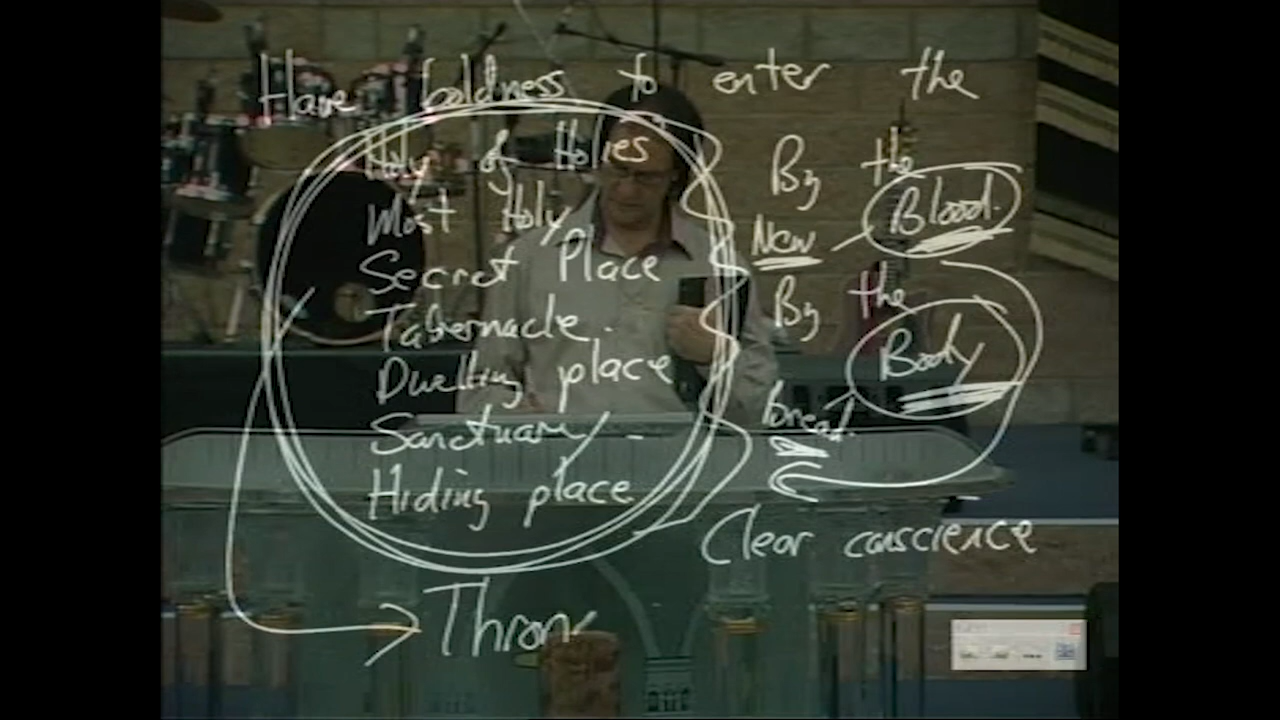 Have boldness to enter the
Holy of Holies
Most Holy
Secret Place
Tabernacle.
Dwelling place
Sanctuary -
Hiding place
Throne
By the
Blood.
New
By the
Body
bread.
Clear conscience